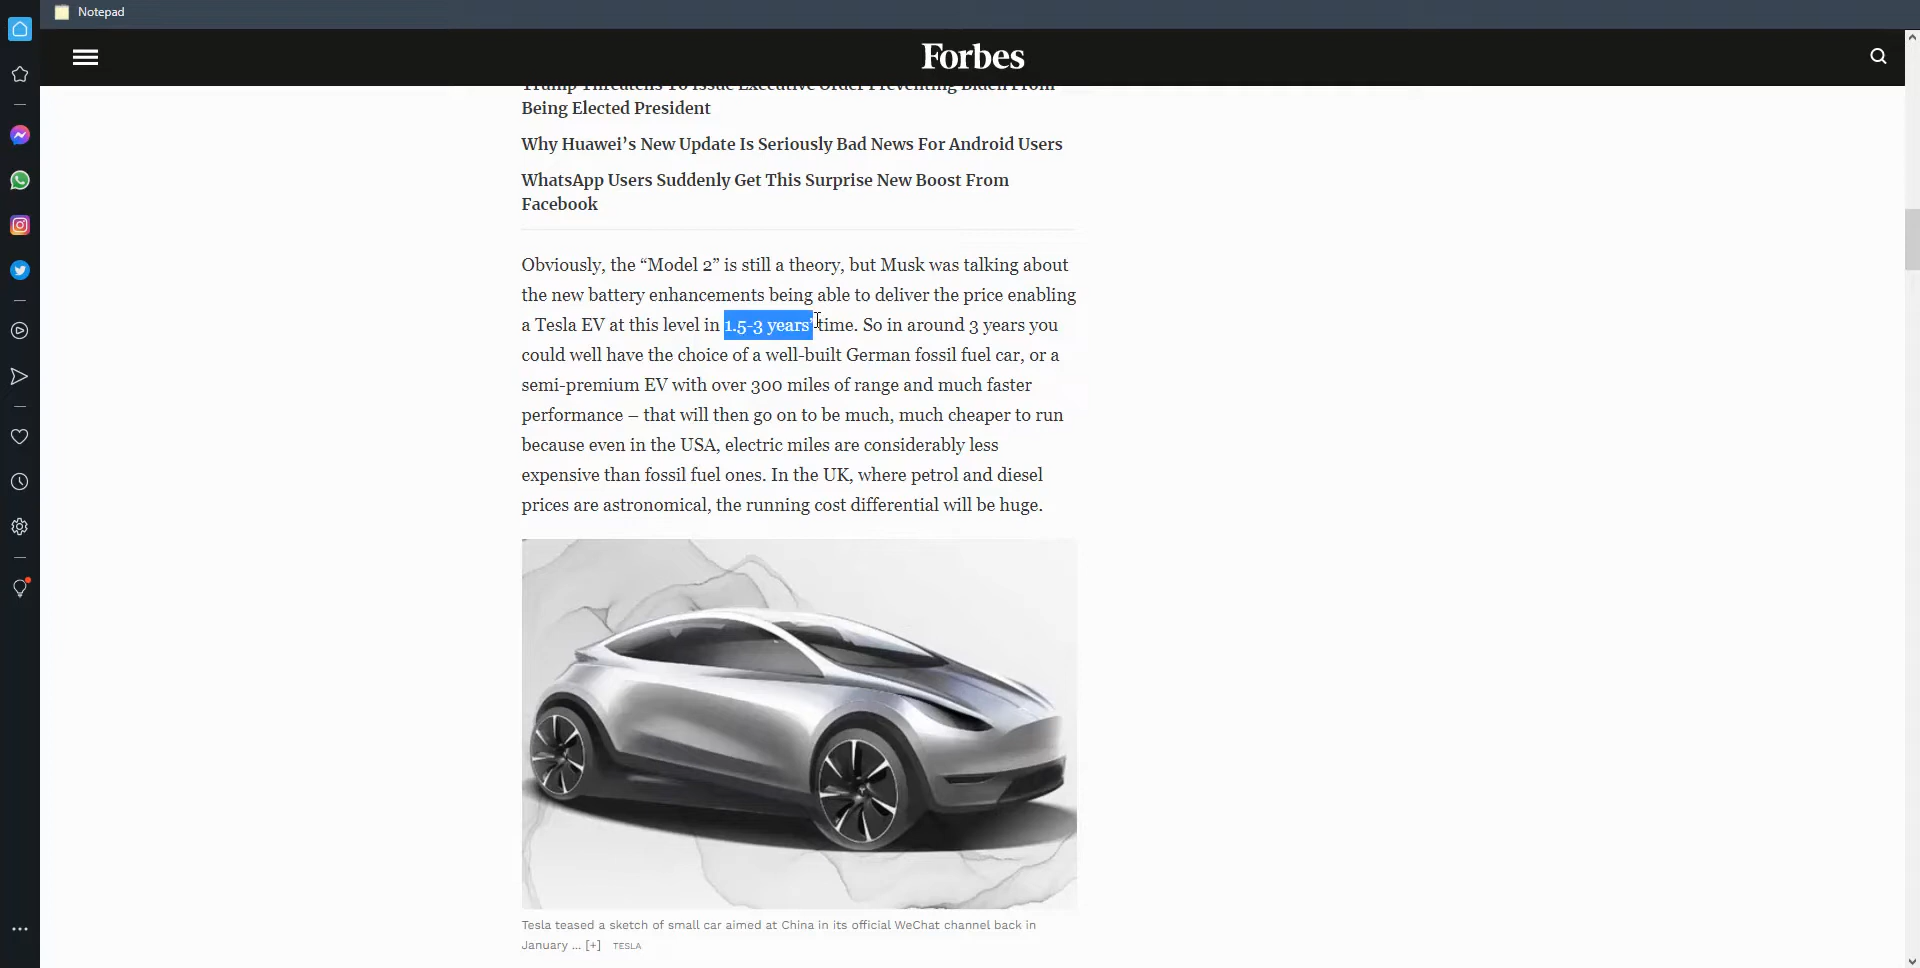 Notepad
Forbes
Trump Threatens To Issue Executive Order Preventing Biden From
Being Elected President
Why Huawei’s New Update Is Seriously Bad News For Android Users
WhatsApp Users Suddenly Get This Surprise New Boost From
Facebook
Obviously, the “Model 2” is still a theory, but Musk was talking about
the new battery enhancements being able to deliver the price enabling
a Tesla EV at this level in 1.5-3 years’ time. So in around 3 years you
could well have the choice of a well-built German fossil fuel car, or a
semi-premium EV with over 300 miles of range and much faster
performance – that will then go on to be much, much cheaper to run
because even in the USA, electric miles are considerably less
expensive than fossil fuel ones. In the UK, where petrol and diesel
prices are astronomical, the running cost differential will be huge.
Tesla teased a sketch of small car aimed at China in its official WeChat channel back in
January ... [+] TESLA